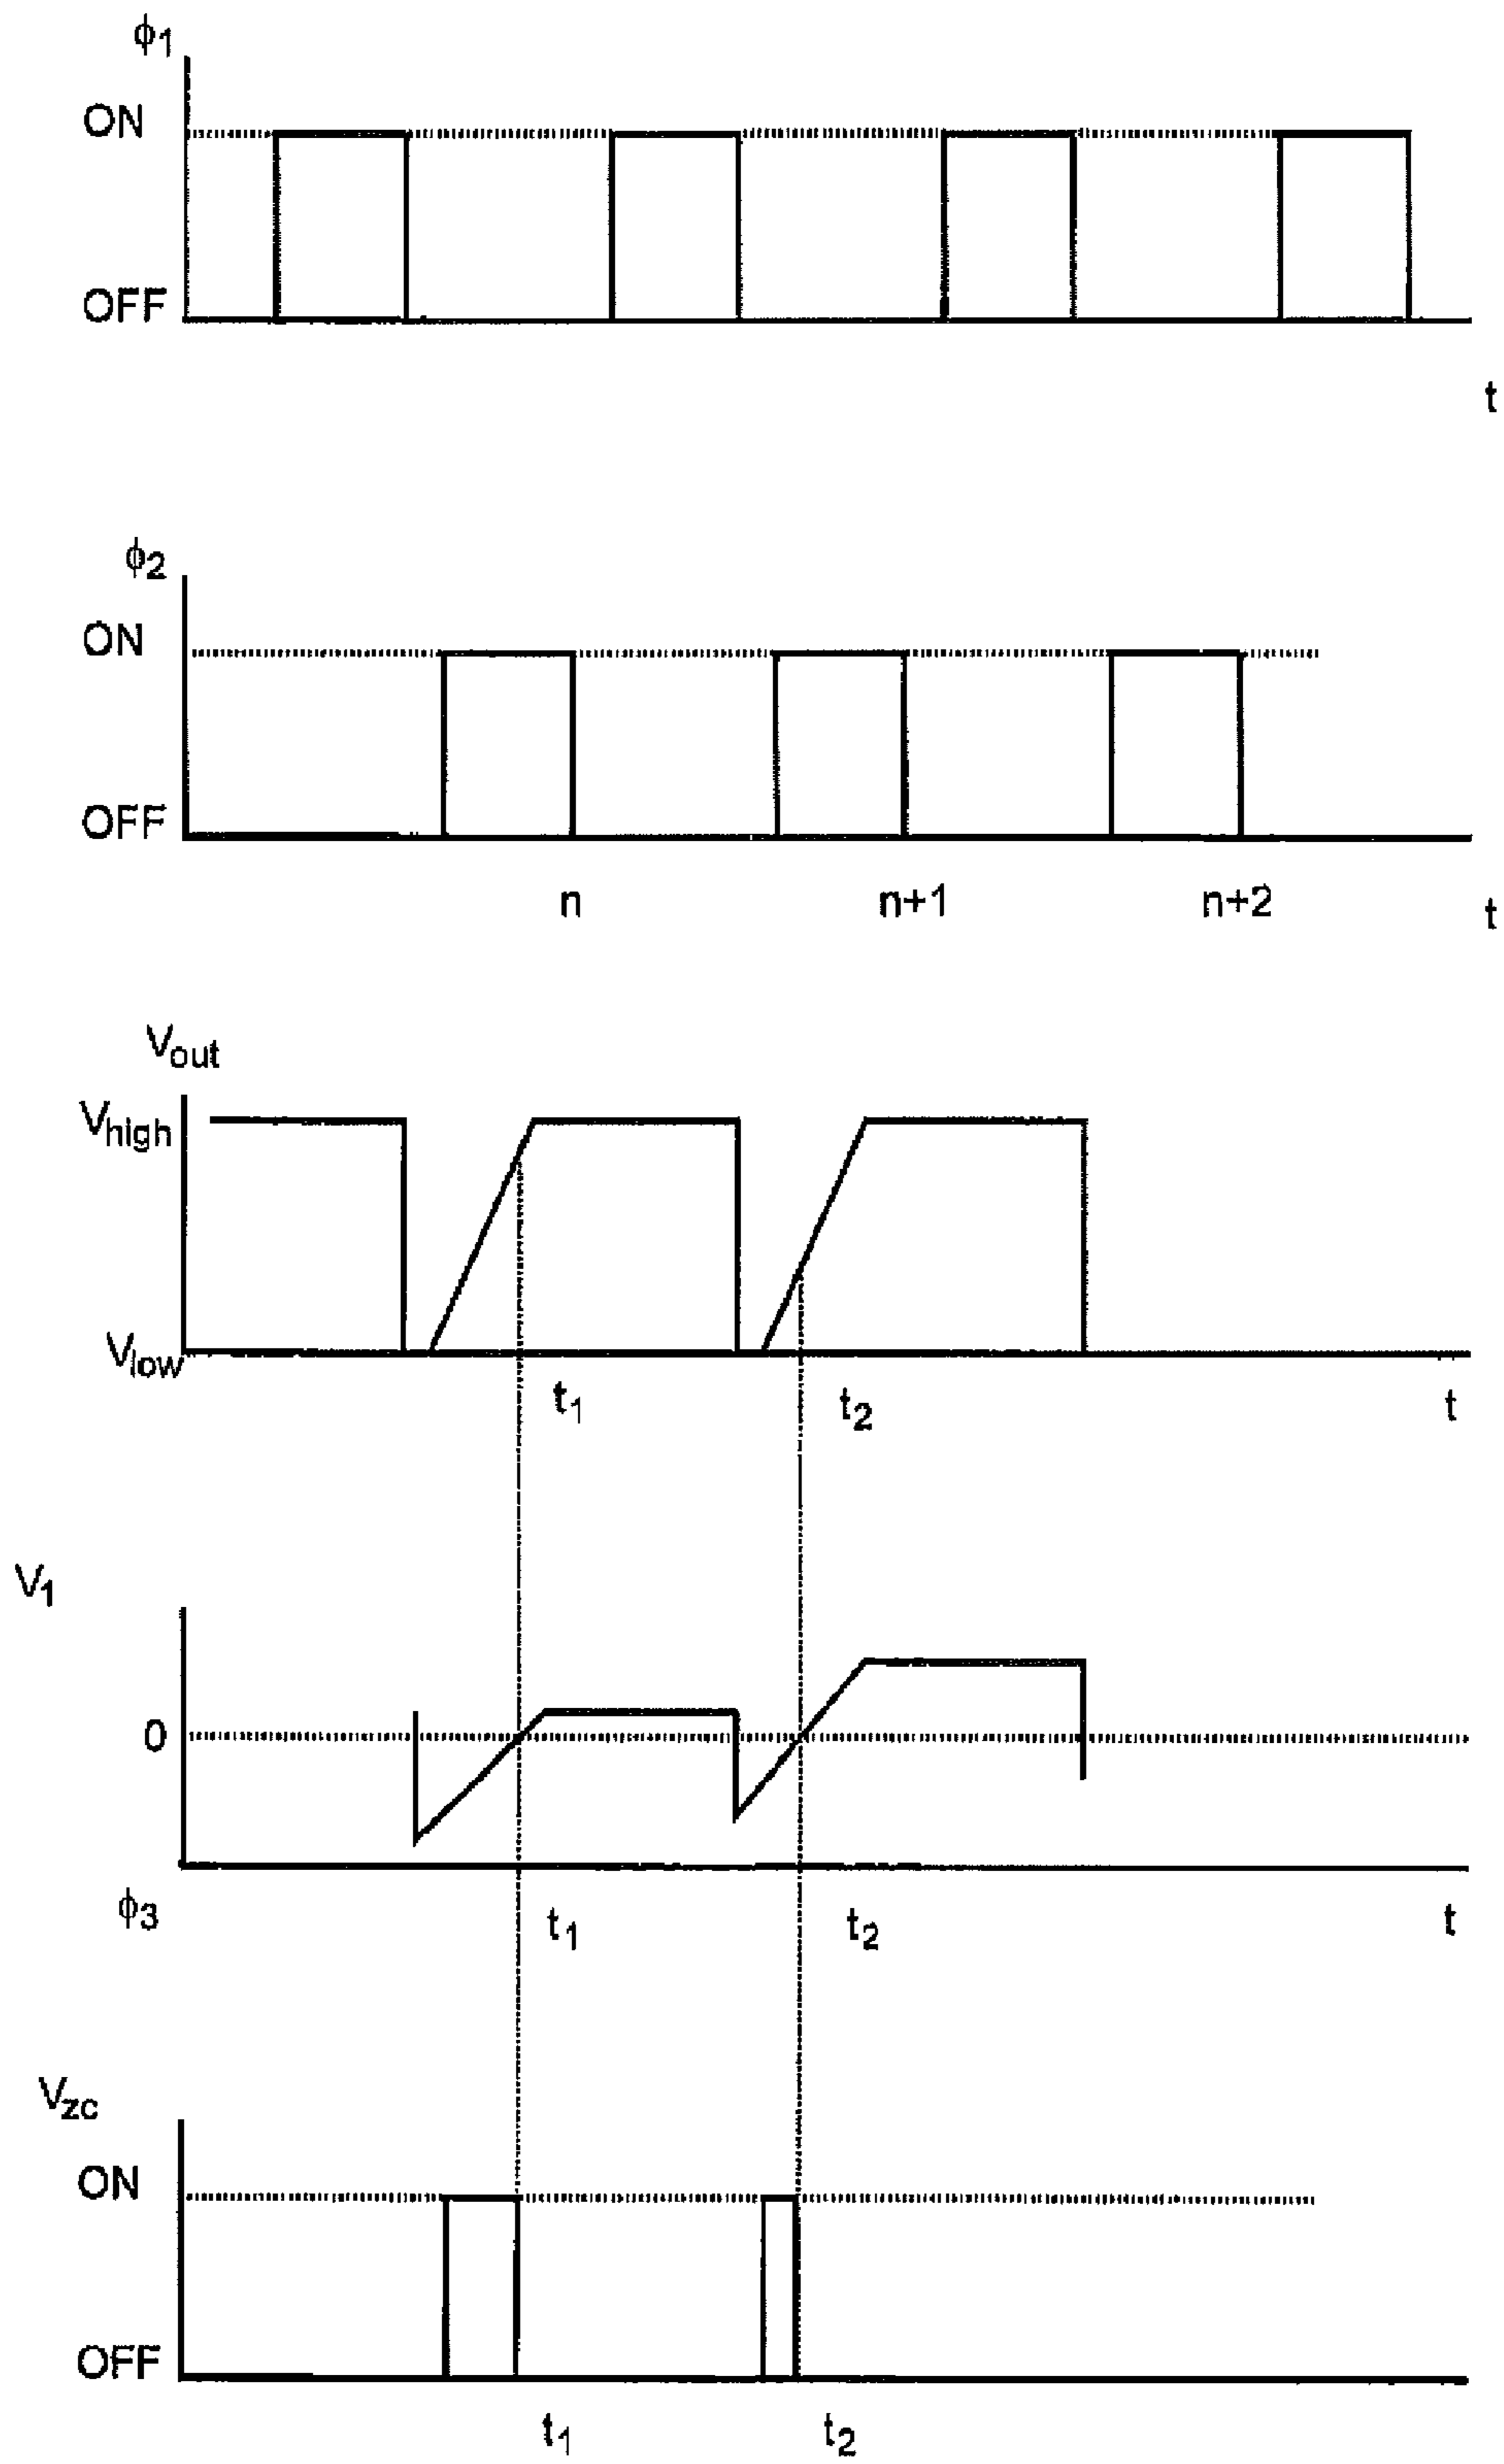 ϕ1
ON
OFF
t
ϕ2
ON
OFF
n n+1 n+2 t
Vout
Vhigh
Vlow
t1 t2 t
V1
0
ϕ3 t1 t2 t
Vzc
ON
OFF
t1 t2